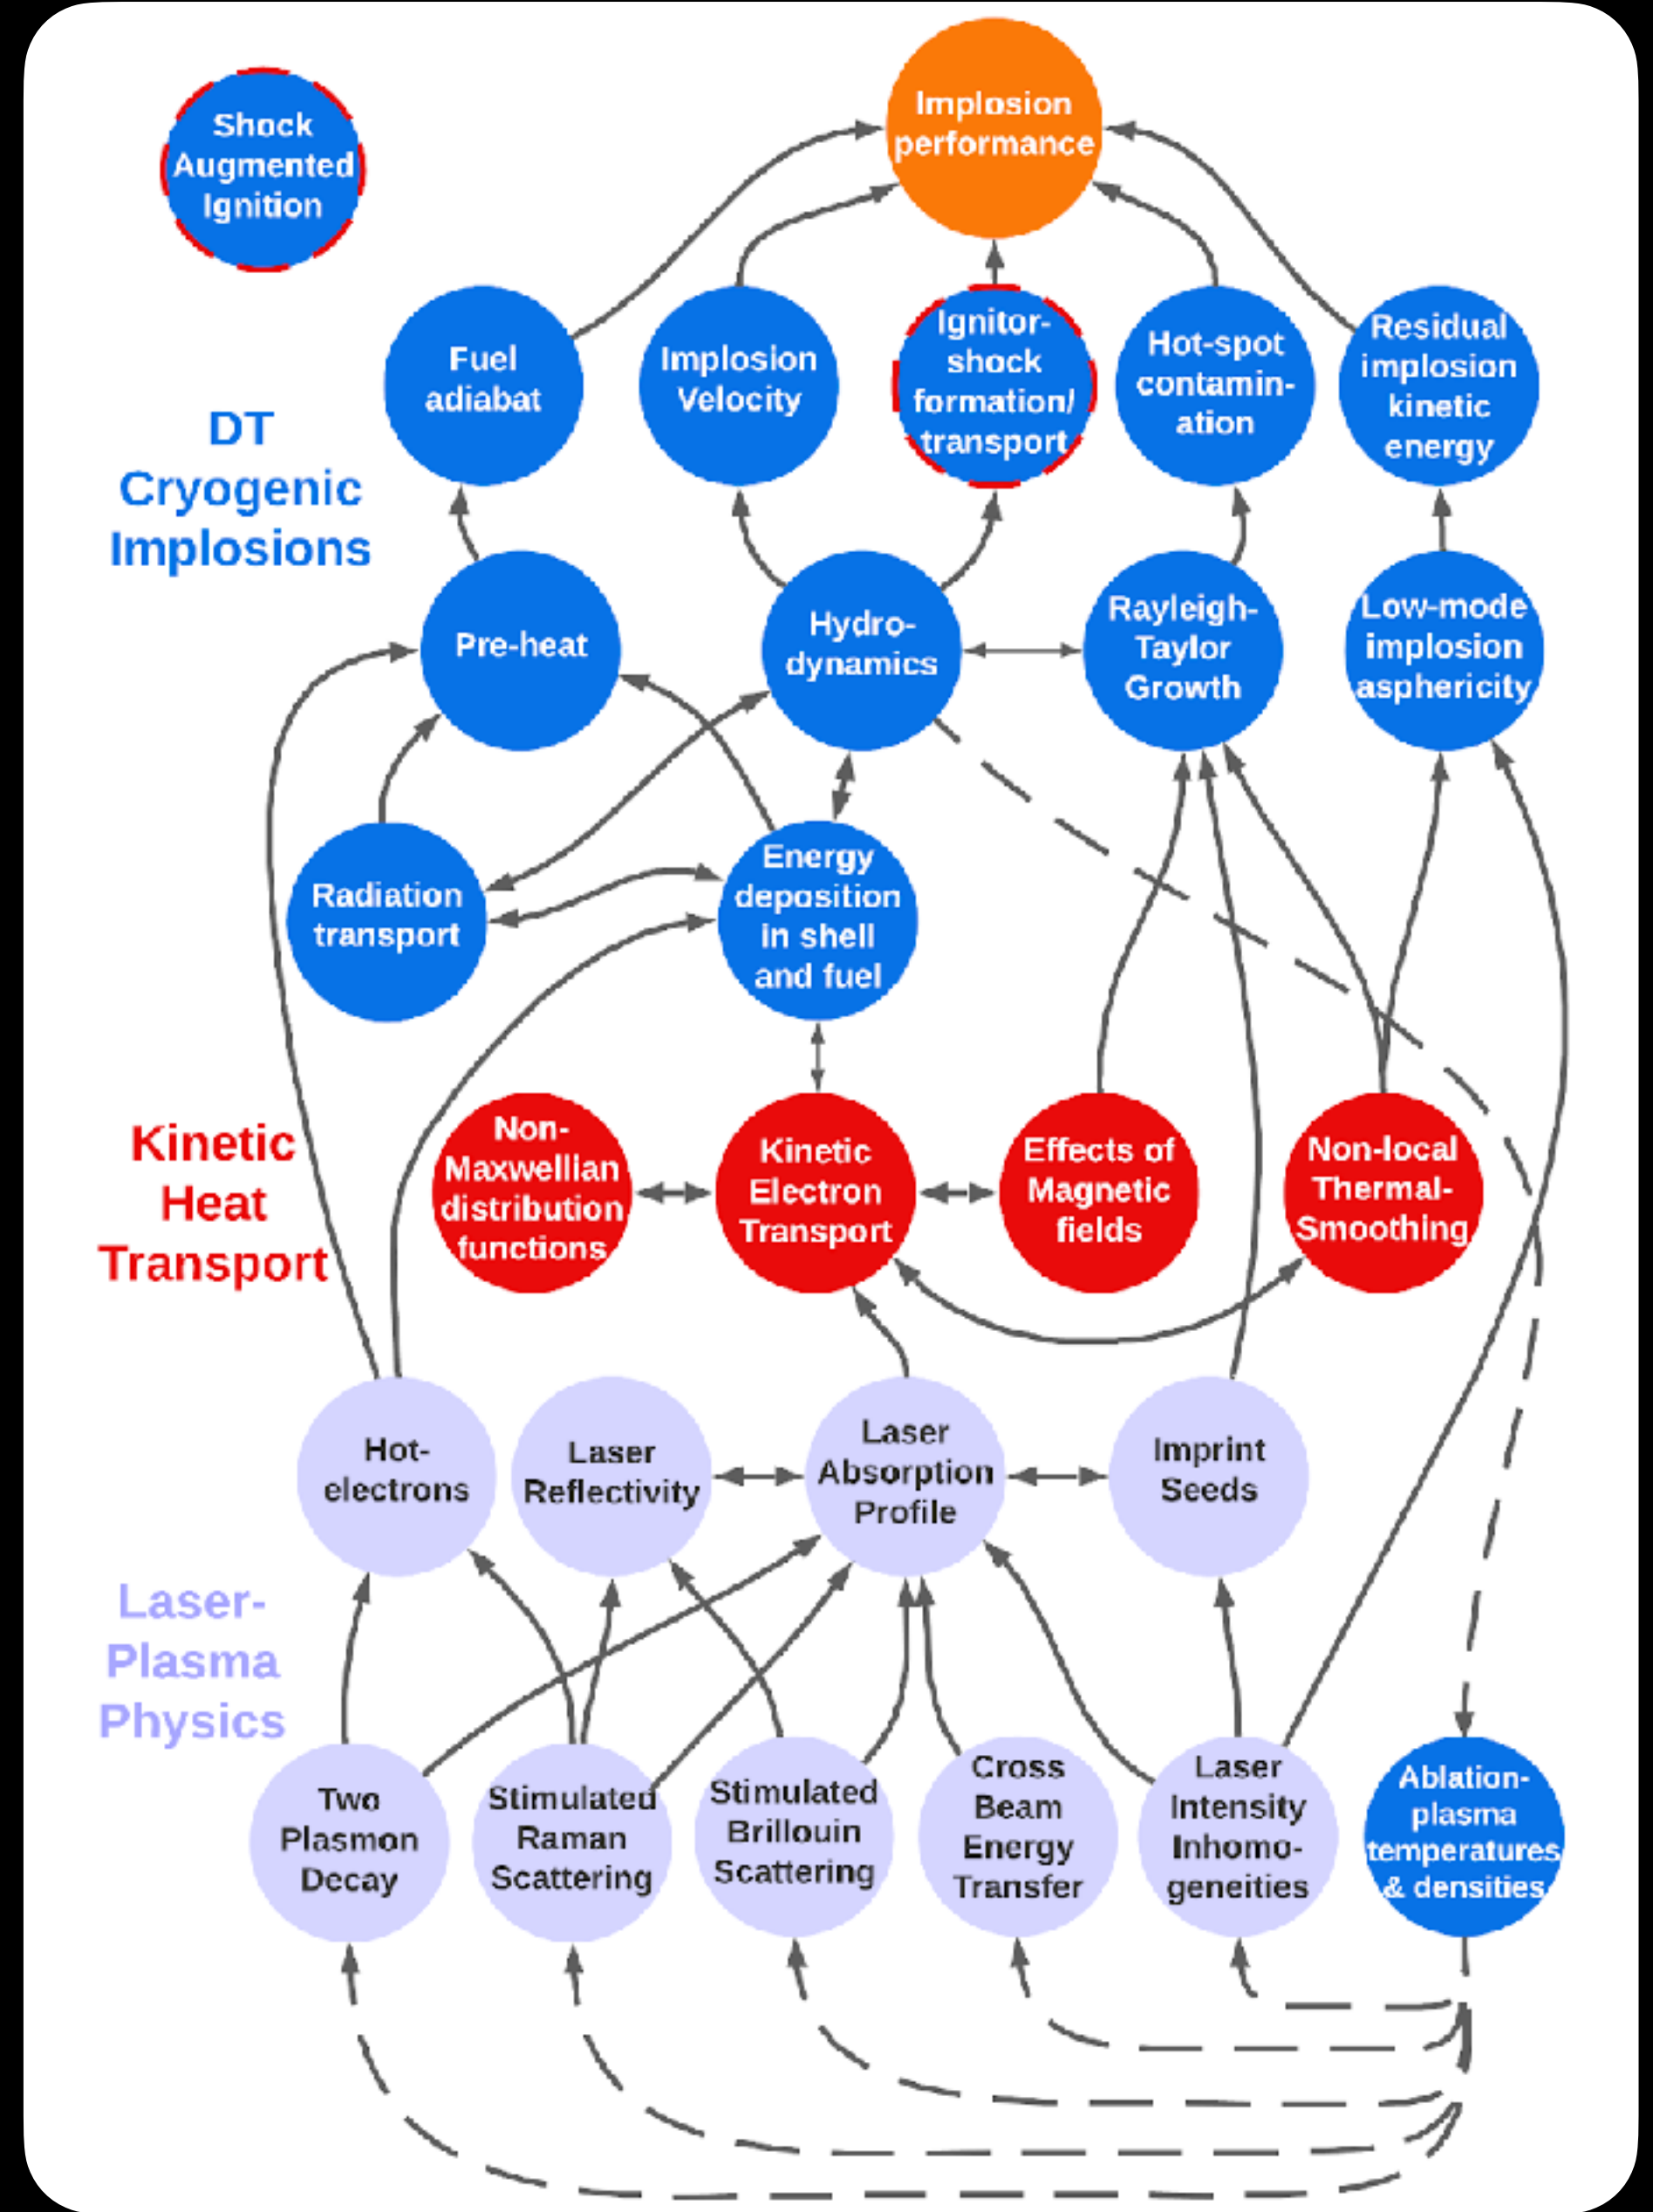 Implosion
performance
Shock
Augmented
Ignition
Fuel
adiabat
Implosion
Velocity
Ignitor-
shock
formation/
transport
Hot-spot
contamin-
ation
Residual
implosion
kinetic
energy
DT
Cryogenic
Implosions
Pre-heat
Hydro-
dynamics
Rayleigh-
Taylor
Growth
Low-mode
implosion
asphericity
Radiation
transport
Energy
deposition
in shell
and fuel
Kinetic
Heat
Transport
Non-
Maxwellian
distribution
functions
Kinetic
Electron
Transport
Effects of
Magnetic
fields
Non-local
Thermal-
Smoothing
Hot-
electrons
Laser
Reflectivity
Laser
Absorption
Profile
Imprint
Seeds
Laser-
Plasma
Physics
Two
Plasmon
Decay
Stimulated
Raman
Scattering
Stimulated
Brillouin
Scattering
Cross
Beam
Energy
Transfer
Laser
Intensity
Inhomo-
geneities
Ablation-
plasma
temperatures
& densities